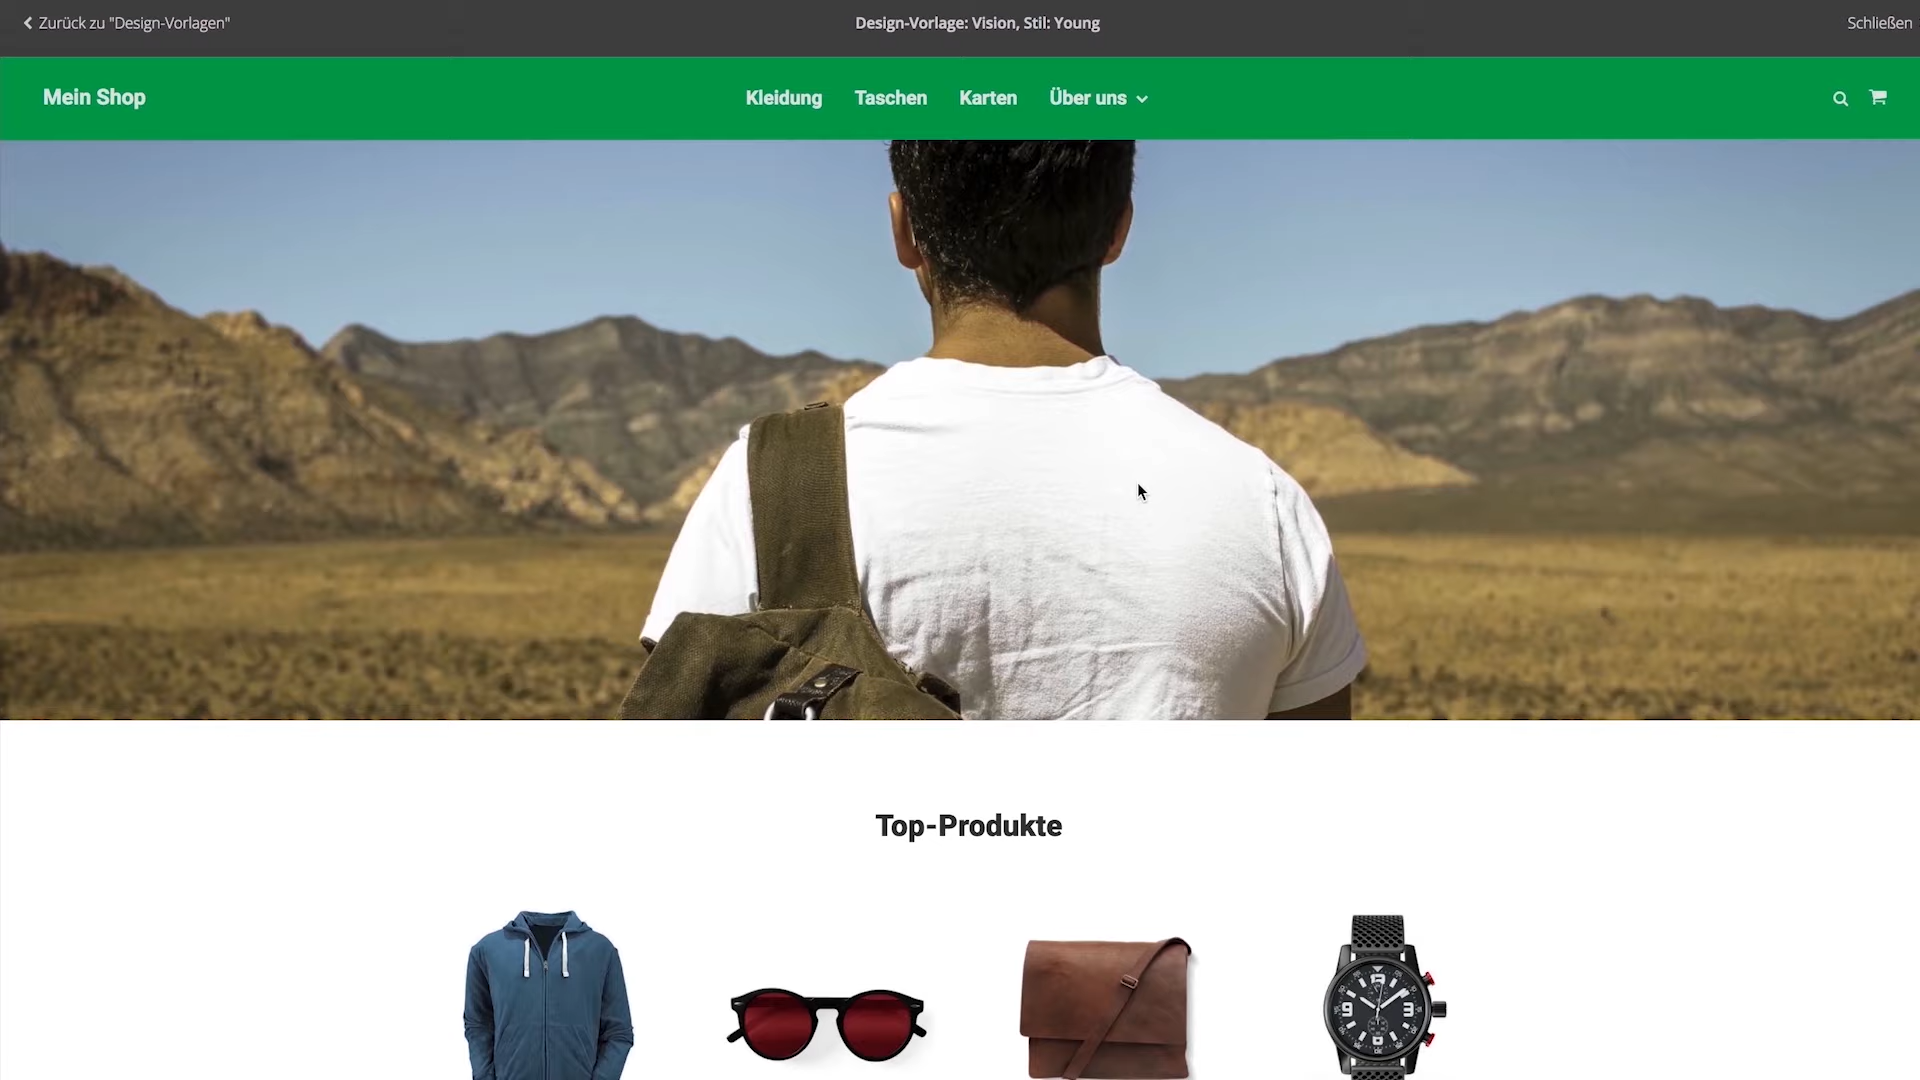 Zurück zu "Design-Vorlagen"
Design-Vorlage: Vision, Stil: Young
Schließen
Mein Shop
Kleidung
Taschen
Karten
Über uns
Top-Produkte